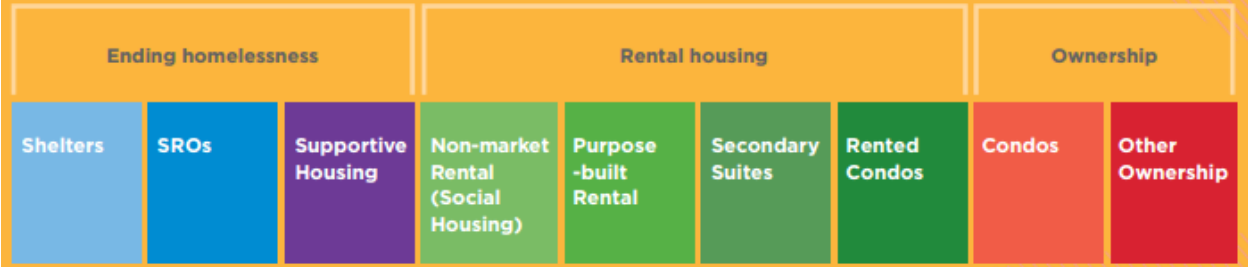 Ending homelessness
Rental housing
Ownership
Shelters
SROs
Supportive
Housing
Non-market
Rental
(Social
Housing)
Purpose
-built
Rental
Secondary
Suites
Rented
Condos
Condos
Other
Ownership